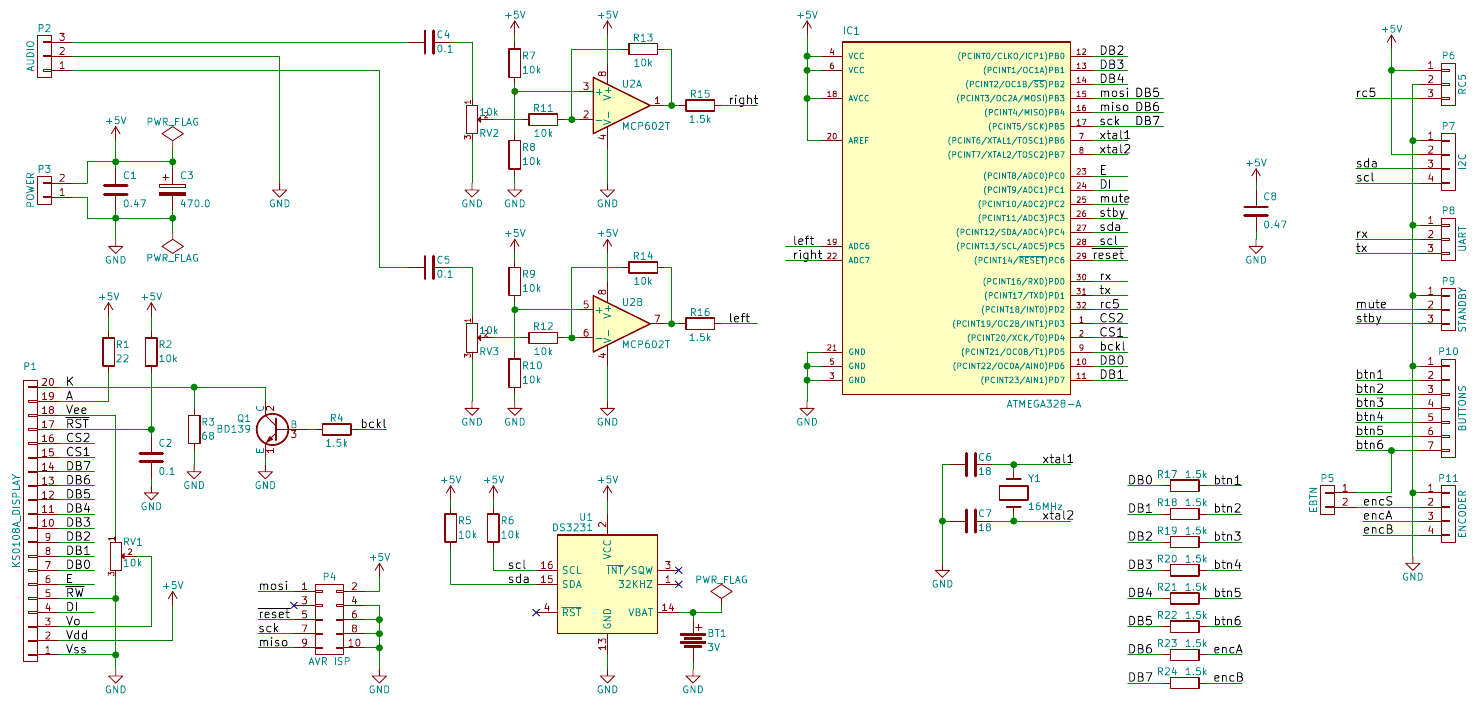 P2
AUDIO
3
2
1
C4
0.1
10k
RV2
1
2
3
GND
GND
+5V
R7
10k
R8
10k
GND
R11
10k
R13
10k
+5V
U2A
MCP602T
3
2
8
4
1
+
-
V+
V-
GND
R15
1.5k
right
+5V
PWR_FLAG
P3
POWER
2
1
C1
0.47
C3
470.0
+
GND
PWR_FLAG
C5
0.1
10k
RV3
1
2
3
GND
+5V
R9
10k
R10
10k
GND
R12
10k
R14
10k
+5V
U2B
MCP602T
5
6
8
4
7
+
-
V+
V-
GND
R16
1.5k
left
+5V
IC1
4 VCC
6 VCC
18 AVCC
20 AREF
left 19 ADC6
right 22 ADC7
21 GND
5 GND
3 GND
GND
(PCINT0/CLKO/ICP1)PB0 12 DB2
(PCINT1/OC1A)PB1 13 DB3
(PCINT2/OC1B/SS)PB2 14 DB4
(PCINT3/OC2A/MOSI)PB3 15 mosi DB5
(PCINT4/MISO)PB4 16 miso DB6
(PCINT5/SCK)PB5 17 sck DB7
(PCINT6/XTAL1/TOSC1)PB6 7 xtal1
(PCINT7/XTAL2/TOSC2)PB7 8 xtal2
(PCINT8/ADC0)PC0 23 E
(PCINT9/ADC1)PC1 24 DI
(PCINT10/ADC2)PC2 25 mute
(PCINT11/ADC3)PC3 26 stby
(PCINT12/SDA/ADC4)PC4 27 sda
(PCINT13/SCL/ADC5)PC5 28 scl
(PCINT14/RESET)PC6 29 reset
(PCINT16/RXD)PD0 30 rx
(PCINT17/TXD)PD1 31 tx
(PCINT18/INT0)PD2 32 rc5
(PCINT19/OC2B/INT1)PD3 1 CS2
(PCINT20/XCK/T0)PD4 2 CS1
(PCINT21/OC0B/T1)PD5 9 bckl
(PCINT22/OC0A/AIN0)PD6 10 DB0
(PCINT23/AIN1)PD7 11 DB1
ATMEGA328-A
+5V
C8
0.47
GND
+5V
P6
RC5
1
2
rc5 3
P7
I2C
1
2
sda 3
scl 4
P8
UART
1
rx 2
tx 3
P9
STANDBY
1
mute 2
stby 3
P10
BUTTONS
1
btn1 2
btn2 3
btn3 4
btn4 5
btn5 6
btn6 7
P5
EBTN
1
2
P11
ENCODER
1
encS 2
encA 3
encB 4
GND
+5V
R1
22
+5V
R2
10k
P1
KS0108A_DISPLAY
20 K
19 A
18 Vee
17 RST
16 CS2
15 CS1
14 DB7
13 DB6
12 DB5
11 DB4
10 DB3
9 DB2
8 DB1
7 DB0
6 E
5 RW
4 DI
3 Vo
2 Vdd
1 Vss
C2
0.1
GND
R3
68
GND
Q1
BD139
C
2
B
3
E
1
GND
R4
1.5k
bckl
RV1
10k
1
2
3
+5V
GND
P4
AVR ISP
mosi 1
3
reset 5
sck 7
miso 9
2
4
6
8
10
+5V
GND
+5V
R5
10k
+5V
R6
10k
+5V
U1
DS3231
2
VCC
scl 16 SCL
sda 15 SDA
4 RST
INT/SQW 3
32KHZ 1
VBAT 14
GND
13
GND
PWR_FLAG
+
BT1
3V
GND
C6
18
C7
18
GND
xtal1
Y1
16MHz
xtal2
DB0 R17 1.5k btn1
DB1 R18 1.5k btn2
DB2 R19 1.5k btn3
DB3 R20 1.5k btn4
DB4 R21 1.5k btn5
DB5 R22 1.5k btn6
DB6 R23 1.5k encA
DB7 R24 1.5k encB